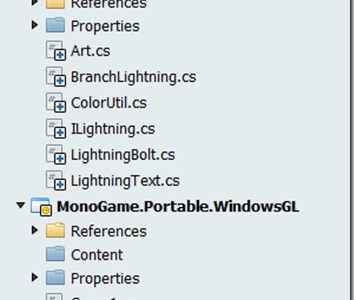 References
Properties
Art.cs
BranchLightning.cs
ColorUtil.cs
ILightning.cs
LightningBolt.cs
LightningText.cs
MonoGame.Portable.WindowsGL
References
Content
Properties